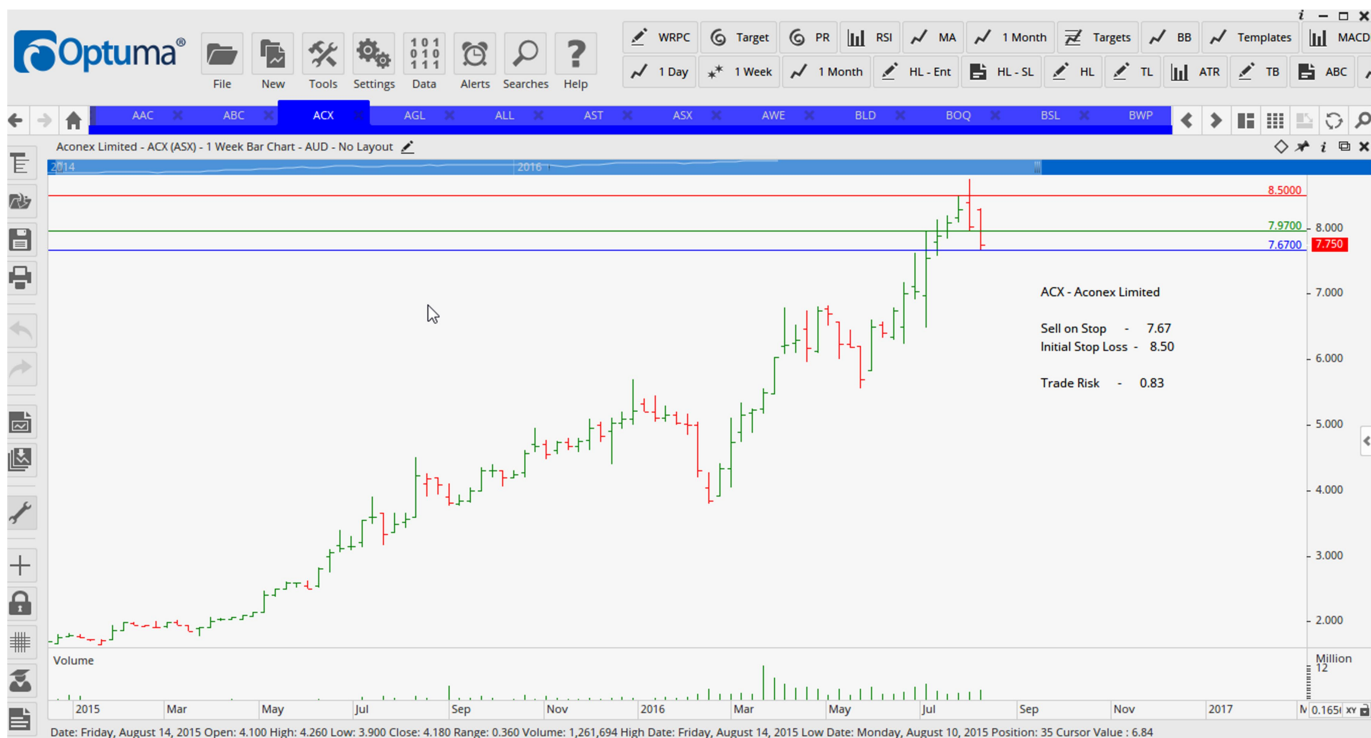 i
Optuma®
File New Tools Settings Data Alerts Searches Help
101
010
111
WRPC Target PR RSI MA 1 Month Targets BB Templates MACD
1 Day 1 Week 1 Month HL - Ent HL - SL HL TL ATR TB ABC
AAC ABC ACX AGL ALL AST ASX AWE BLD BOQ BSL BWP
Aconex Limited - ACX (ASX) - 1 Week Bar Chart - AUD - No Layout
2014 2016
8.5000
7.9700
8.000
7.6700
7.750
ACX - Aconex Limited
7.000
Sell on Stop - 7.67
Initial Stop Loss - 8.50
6.000
Trade Risk - 0.83
5.000
4.000
3.000
2.000
Volume
Million
12
2015 Mar May Jul Sep Nov 2016 Mar May Jul Sep Nov 2017
XY
Date: Friday, August 14, 2015 Open: 4.100 High: 4.260 Low: 3.900 Close: 4.180 Range: 0.360 Volume: 1,261,694 High Date: Friday, August 14, 2015 Low Date: Monday, August 10, 2015 Position: 35 Cursor Value : 6.84